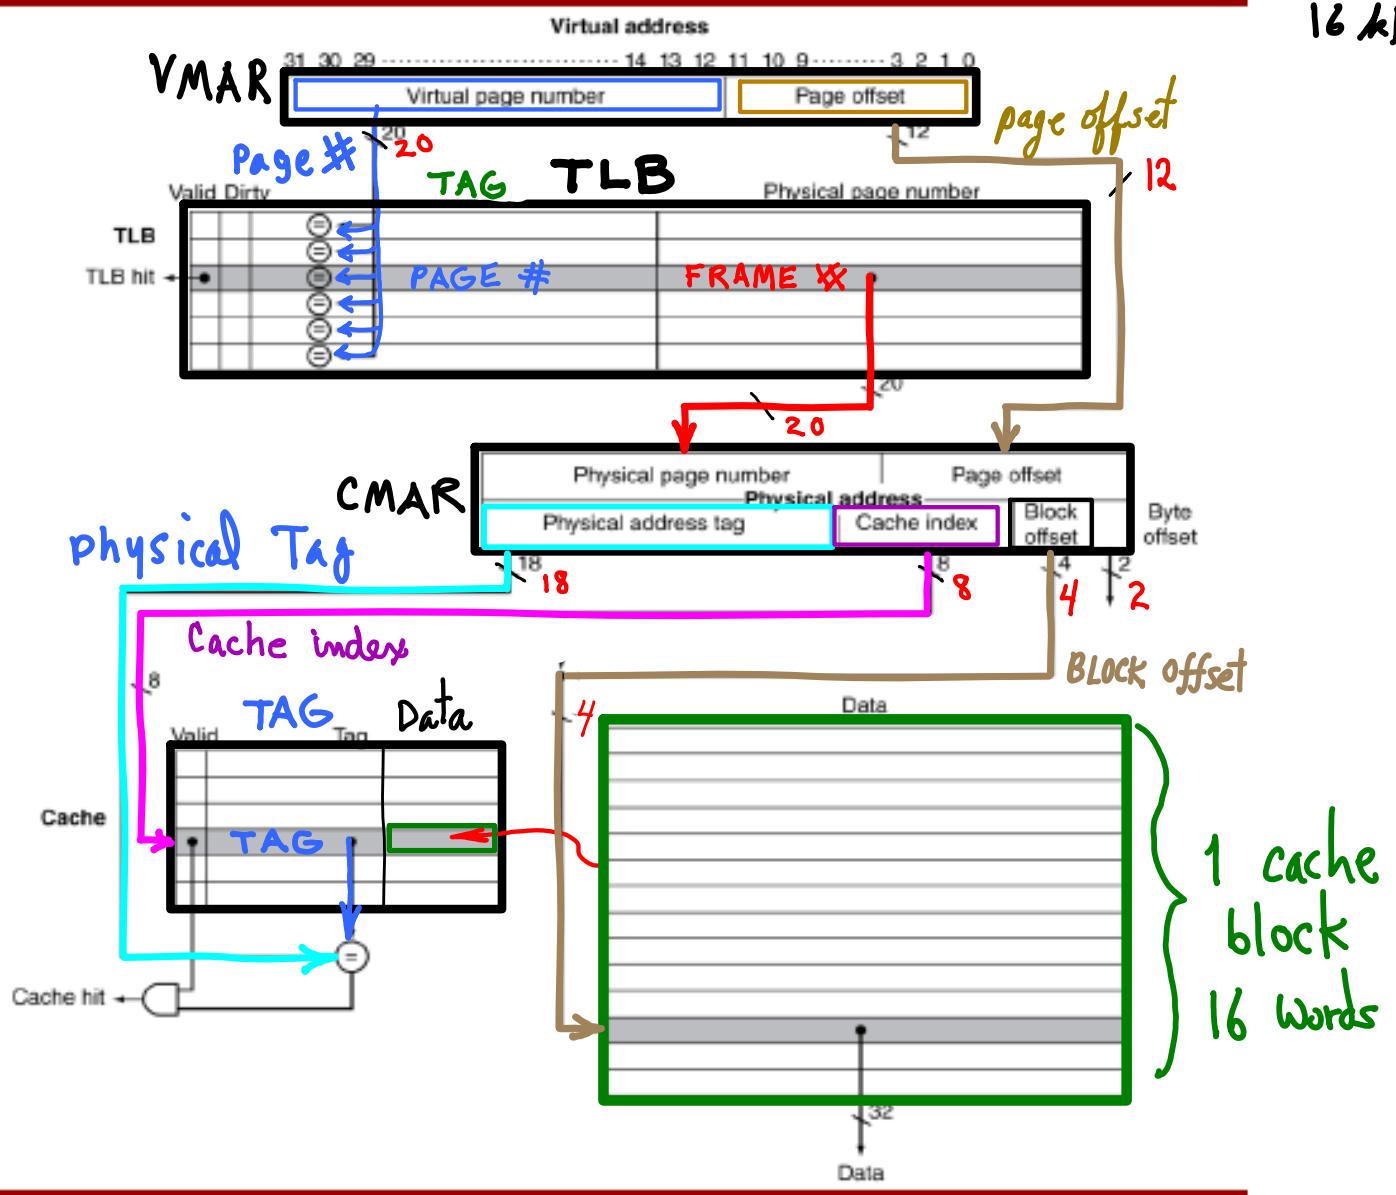 16
Virtual address
VMAR
31 30 29 14 13 12 11 10 9 3 2 1 0
Virtual page number
Page offset
20
20
12
page offset
Page #
TAG
TLB
12
Valid Dirty
Physical page number
TLB
TLB hit
=
=
=
=
=
=
PAGE #
FRAME #
20
20
CMAR
Physical page number
Page offset
Physical address
Physical address tag
Cache index
Block
offset
Byte
offset
Physical Tag
18
18
8
8
4
4
2
2
Cache index
BLOCK offset
8
4
TAG
Data
Data
Valid
Tag
Cache
TAG
1 cache
block
16 words
=
Cache hit
32
Data